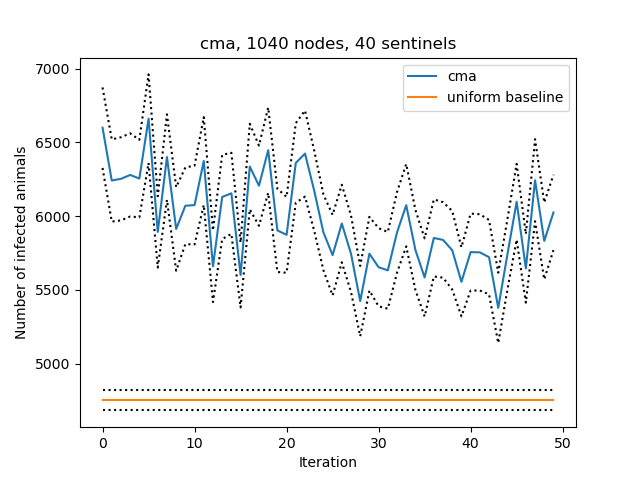 cma, 1040 nodes, 40 sentinels
cma
uniform baseline
Number of infected animals
7000
6500
6000
5500
5000
0 10 20 30 40 50
Iteration